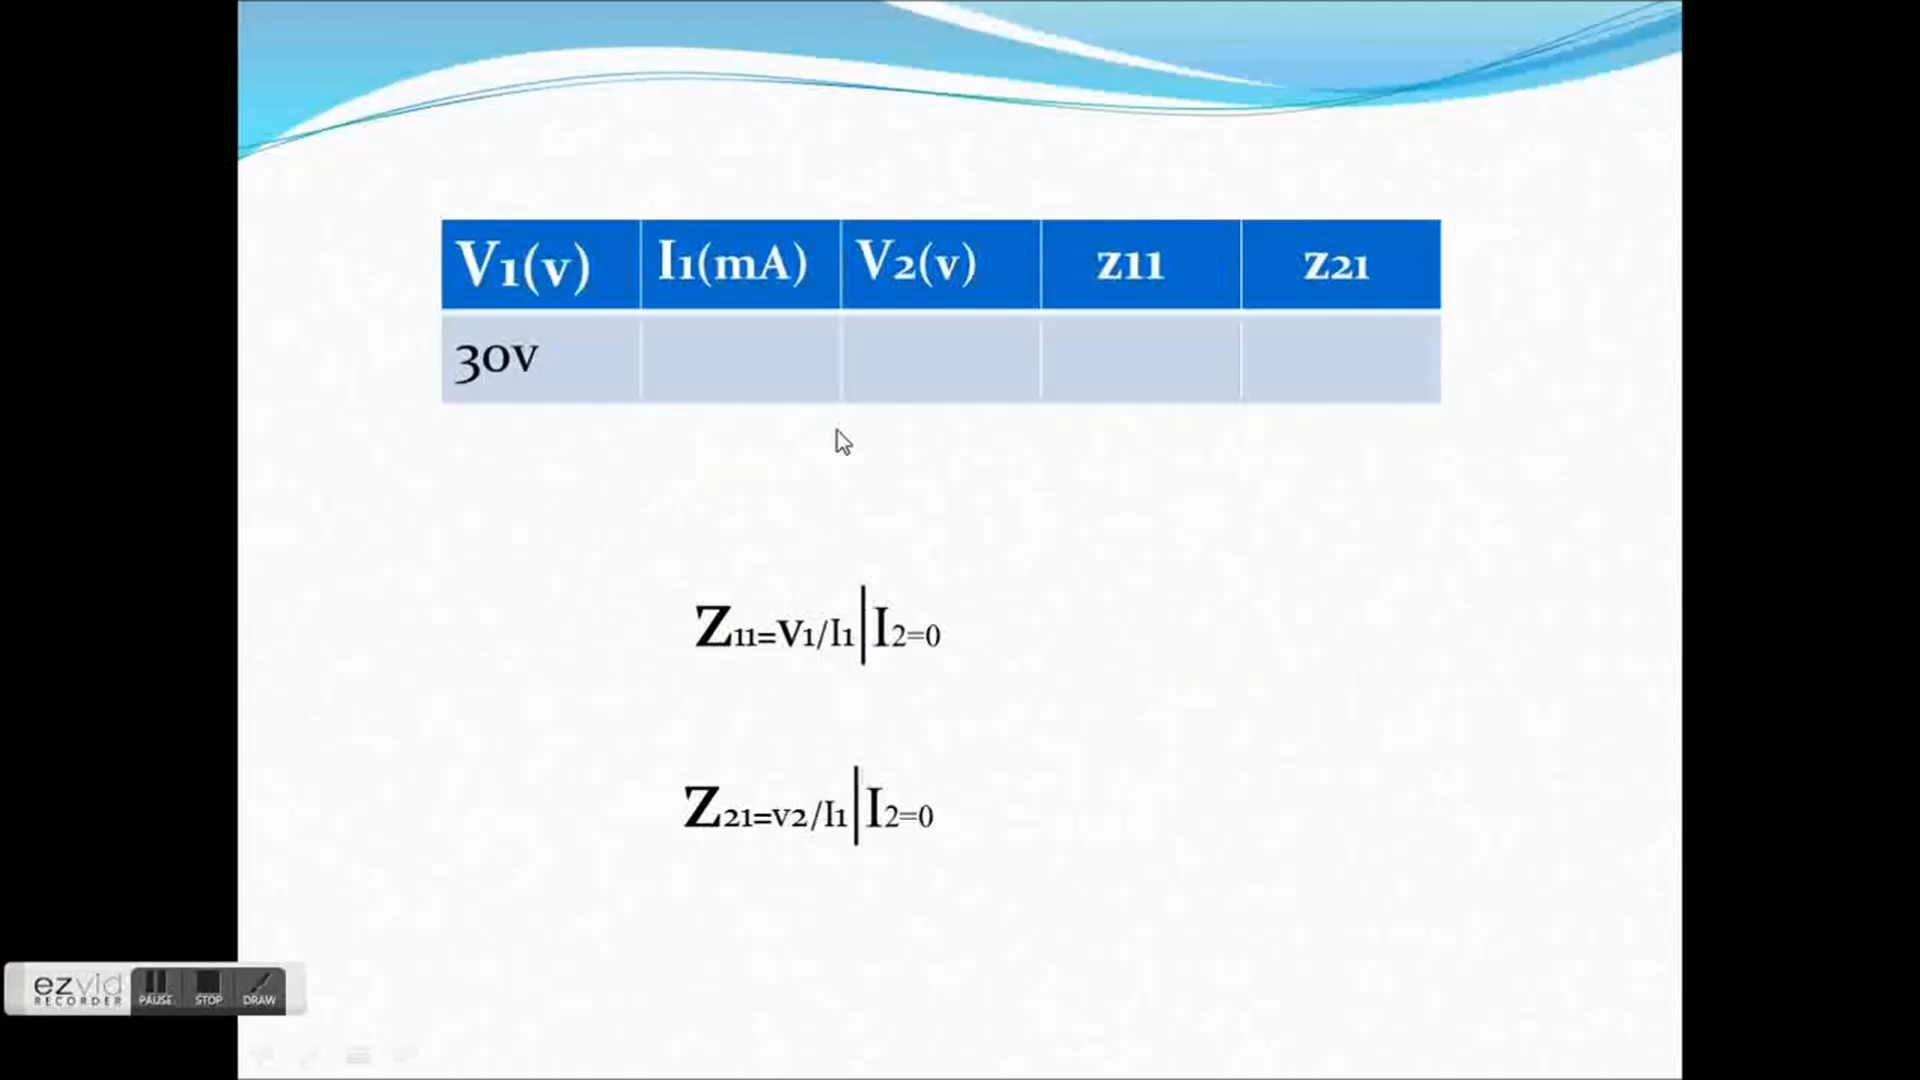 V1(v) I1(mA) V2(v) z11 z21
30v
Z11=V1/I1|I2=0
Z21=v2/I1|I2=0
ezvid
RECORDER
PAUSE STOP DRAW